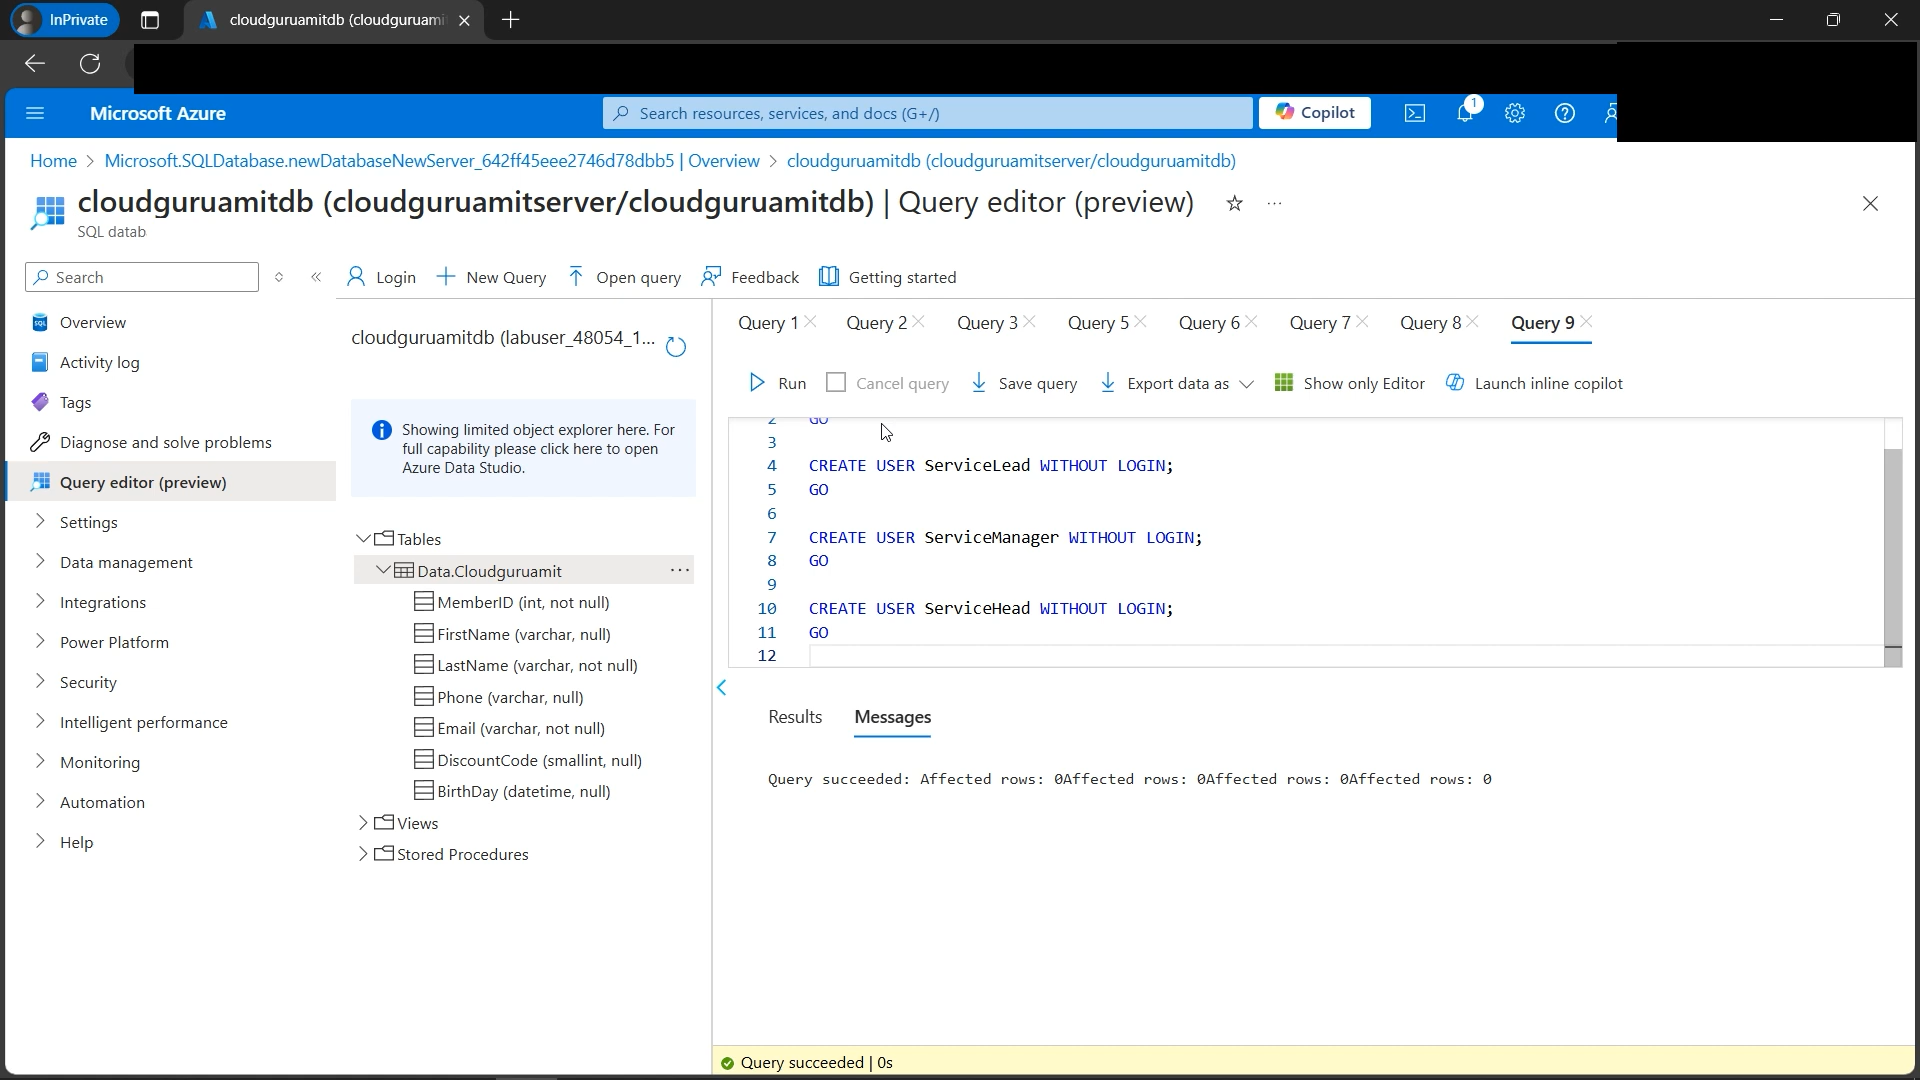 InPrivate
cloudguruamitdb (cloudguruami
Microsoft Azure
Search resources, services, and docs (G+/)
Copilot
1
Home > Microsoft.SQLDatabase.newDatabaseNewServer_642ff45eee2746d78dbb5 | Overview > cloudguruamitdb (cloudguruamitserver/cloudguruamitdb)
cloudguruamitdb (cloudguruamitserver/cloudguruamitdb) | Query editor (preview)
SQL datab
Search
Overview
Activity log
Tags
Diagnose and solve problems
Query editor (preview)
Settings
Data management
Integrations
Power Platform
Security
Intelligent performance
Monitoring
Automation
Help
Login
New Query
Open query
Feedback
Getting started
cloudguruamitdb (labuser_48054_1...
Showing limited object explorer here. For
full capability please click here to open
Azure Data Studio.
Tables
Data.Cloudguruamit
MemberID (int, not null)
FirstName (varchar, null)
LastName (varchar, not null)
Phone (varchar, null)
Email (varchar, not null)
DiscountCode (smallint, null)
BirthDay (datetime, null)
Views
Stored Procedures
Query 1
Query 2
Query 3
Query 5
Query 6
Query 7
Query 8
Query 9
Run
Cancel query
Save query
Export data as
Show only Editor
Launch inline copilot
2 GO
3
4 CREATE USER ServiceLead WITHOUT LOGIN;
5 GO
6
7 CREATE USER ServiceManager WITHOUT LOGIN;
8 GO
9
10 CREATE USER ServiceHead WITHOUT LOGIN;
11 GO
12
Results
Messages
Query succeeded: Affected rows: 0Affected rows: 0Affected rows: 0Affected rows: 0
Query succeeded | 0s